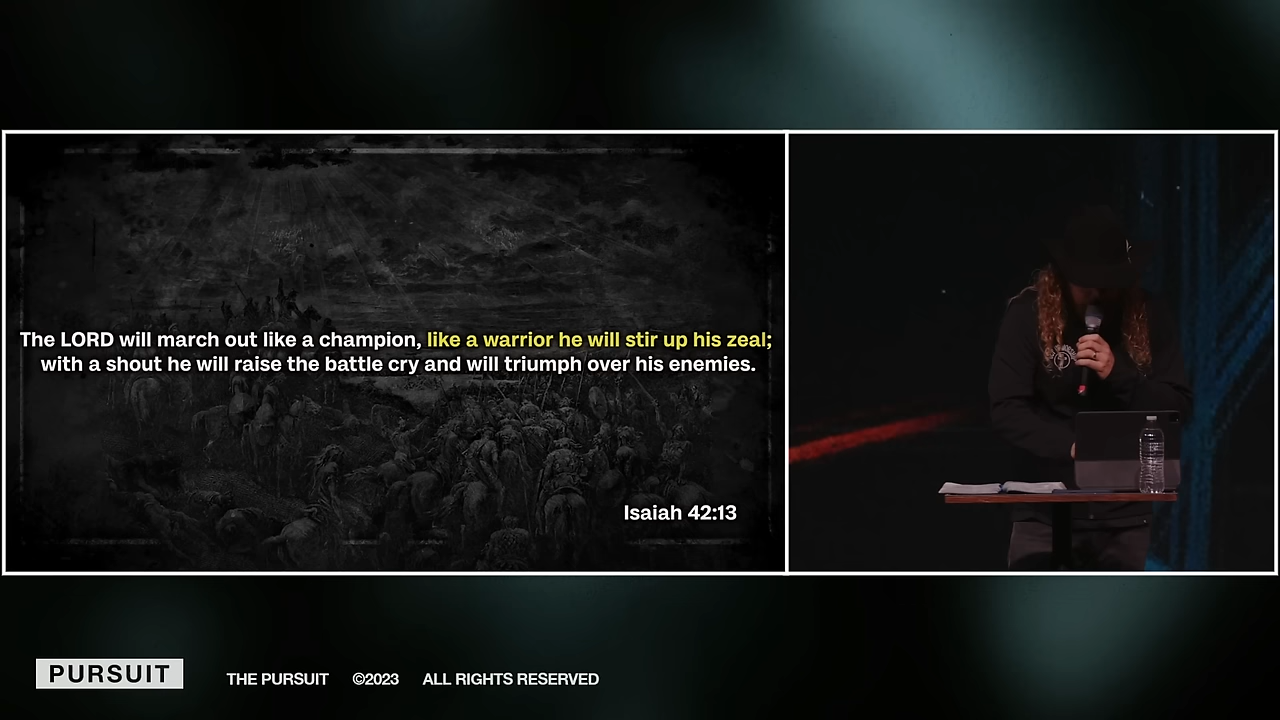 The LORD will march out like a champion, like a warrior he will stir up his zeal;
with a shout he will raise the battle cry and will triumph over his enemies.
Isaiah 42:13
PURSUIT THE PURSUIT ©2023 ALL RIGHTS RESERVED